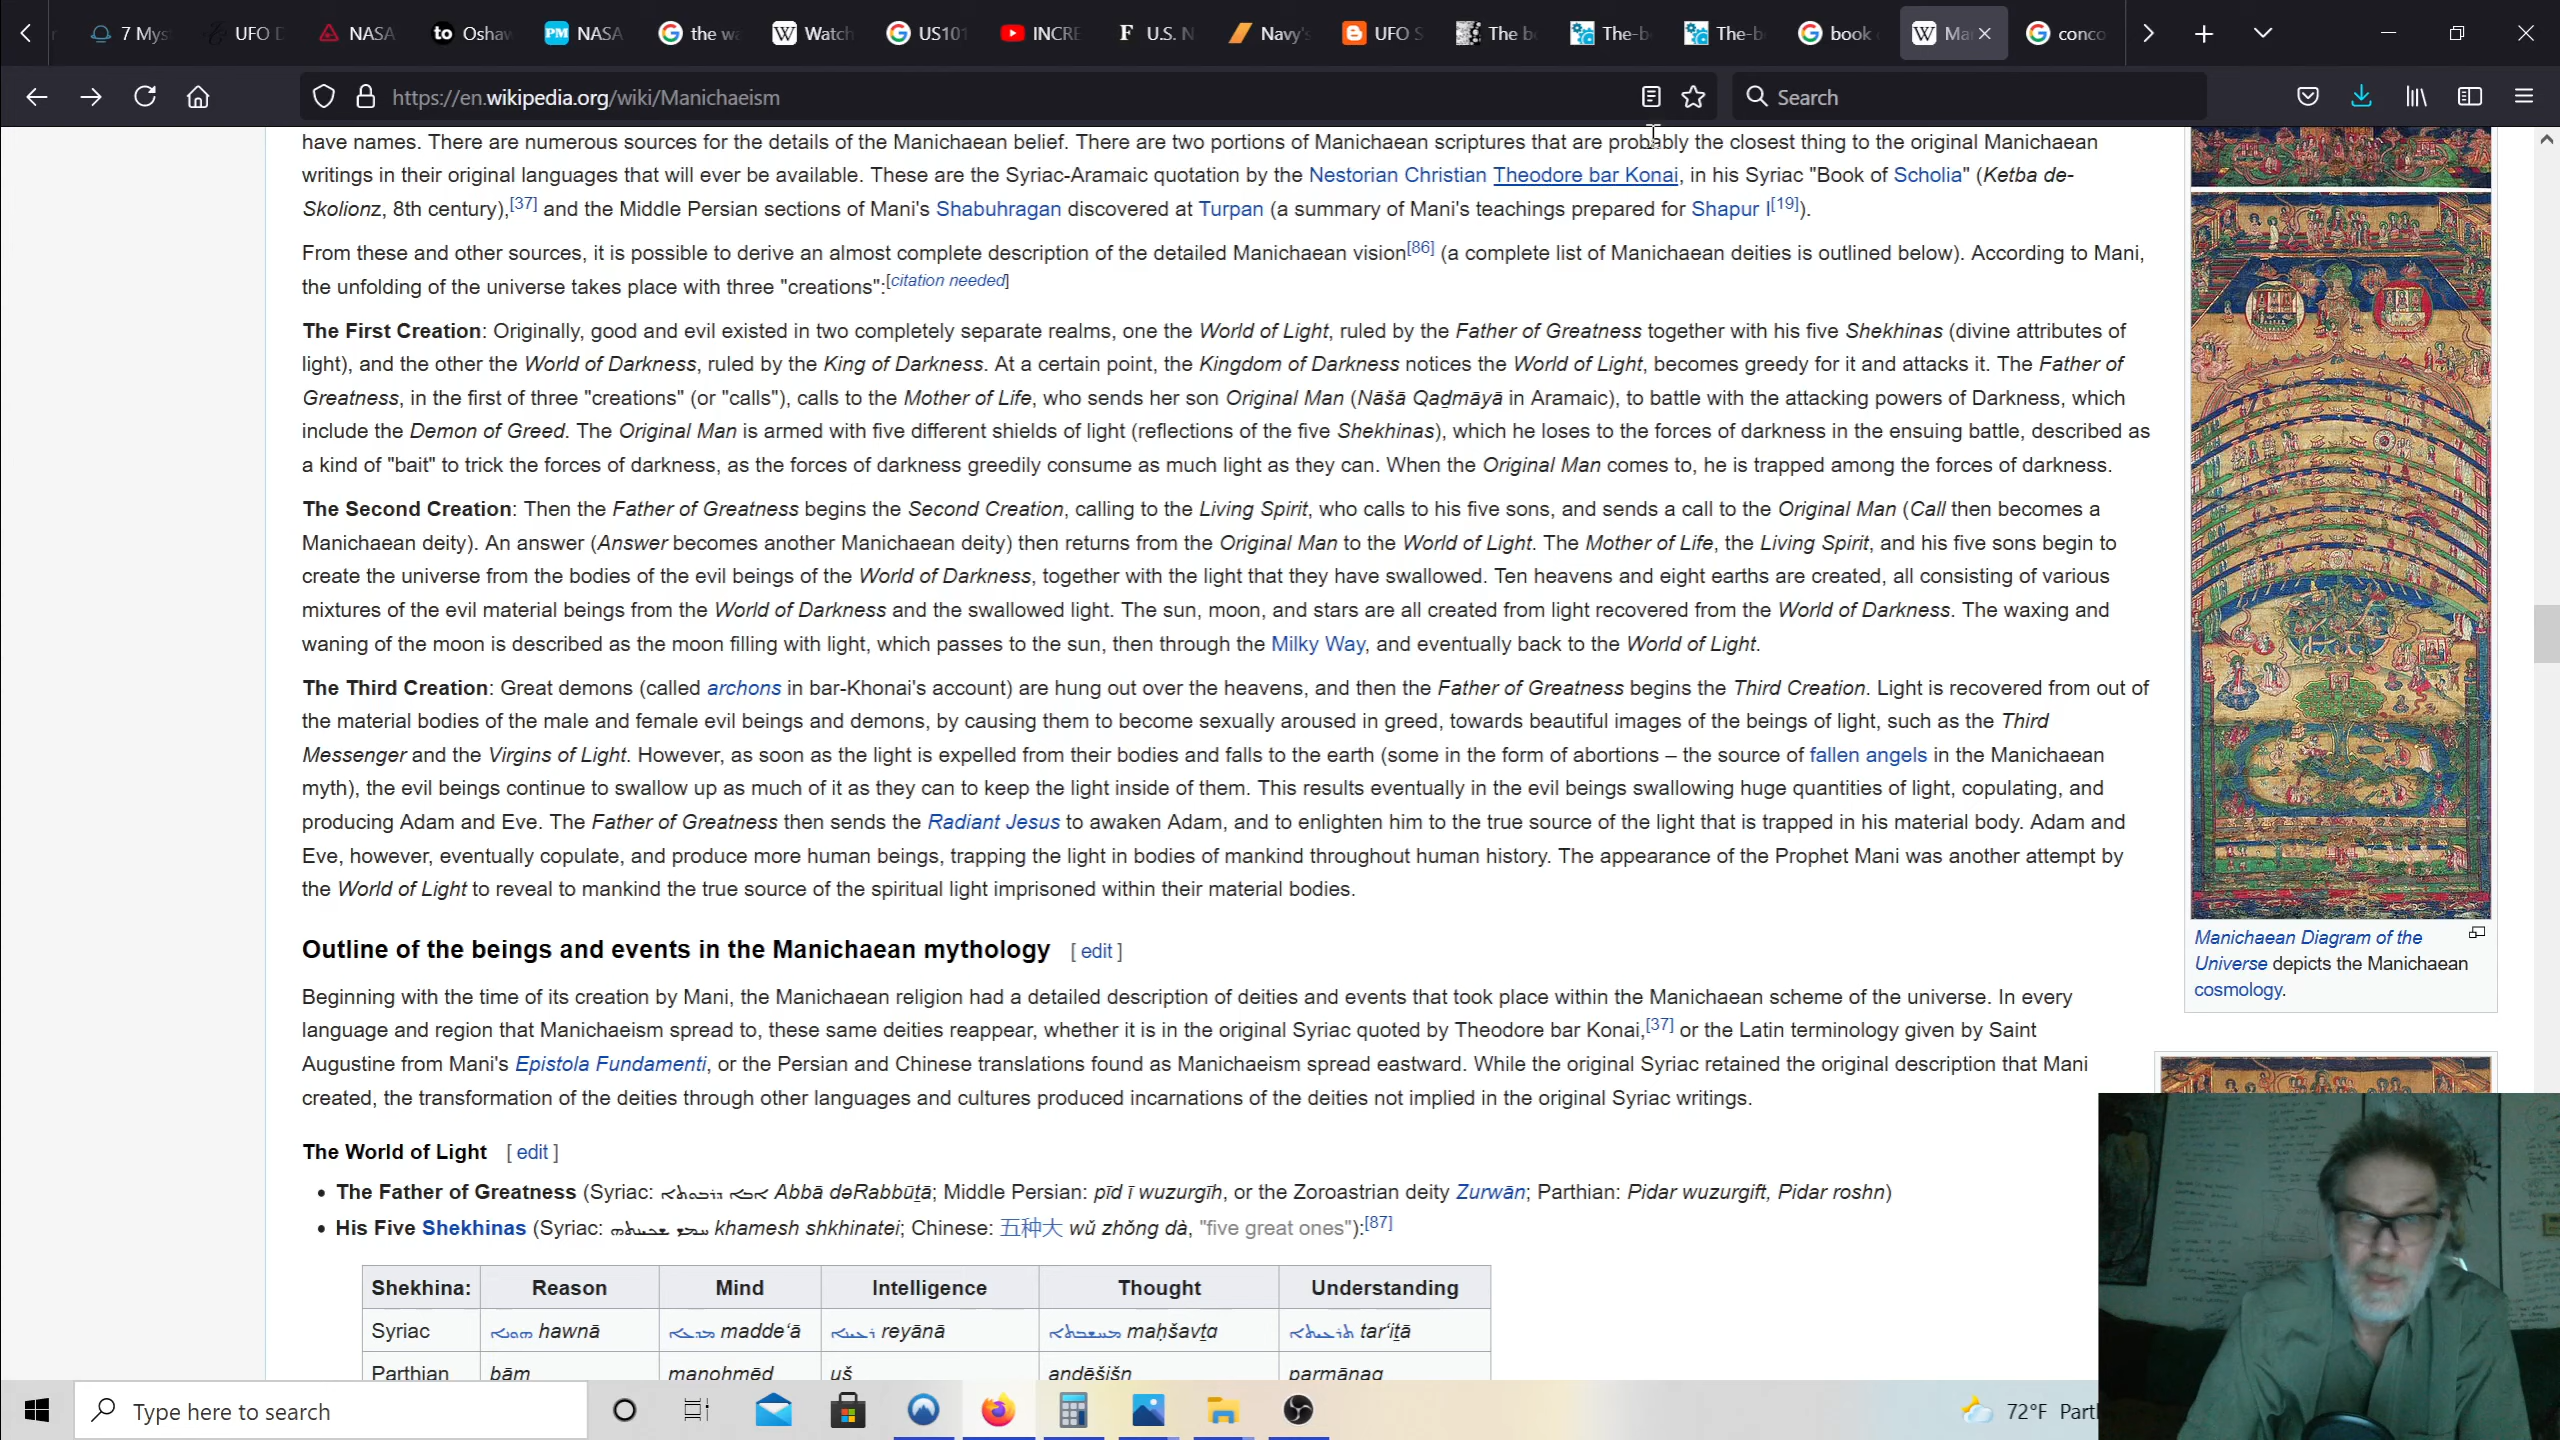 7 Mys
UFO D
NASA
Oshaw
NASA
the wa
Watch
US101
INCRE
U.S. N
Navy's
UFO S
The bo
The-b
The-b
book
Ma
conco
https://en.wikipedia.org/wiki/Manichaeism
Search
have names. There are numerous sources for the details of the Manichaean belief. There are two portions of Manichaean scriptures that are probably the closest thing to the original Manichaean
writings in their original languages that will ever be available. These are the Syriac-Aramaic quotation by the Nestorian Christian Theodore bar Konai, in his Syriac "Book of Scholia" (Ketba de-
Skolionz, 8th century),[37] and the Middle Persian sections of Mani's Shabuhragan discovered at Turpan (a summary of Mani's teachings prepared for Shapur I[19]).
From these and other sources, it is possible to derive an almost complete description of the detailed Manichaean vision[86] (a complete list of Manichaean deities is outlined below). According to Mani,
the unfolding of the universe takes place with three "creations":[citation needed]
The First Creation: Originally, good and evil existed in two completely separate realms, one the World of Light, ruled by the Father of Greatness together with his five Shekhinas (divine attributes of
light), and the other the World of Darkness, ruled by the King of Darkness. At a certain point, the Kingdom of Darkness notices the World of Light, becomes greedy for it and attacks it. The Father of
Greatness, in the first of three "creations" (or "calls"), calls to the Mother of Life, who sends her son Original Man (Nāšā Qaḏmāyā in Aramaic), to battle with the attacking powers of Darkness, which
include the Demon of Greed. The Original Man is armed with five different shields of light (reflections of the five Shekhinas), which he loses to the forces of darkness in the ensuing battle, described as
a kind of "bait" to trick the forces of darkness, as the forces of darkness greedily consume as much light as they can. When the Original Man comes to, he is trapped among the forces of darkness.
The Second Creation: Then the Father of Greatness begins the Second Creation, calling to the Living Spirit, who calls to his five sons, and sends a call to the Original Man (Call then becomes a
Manichaean deity). An answer (Answer becomes another Manichaean deity) then returns from the Original Man to the World of Light. The Mother of Life, the Living Spirit, and his five sons begin to
create the universe from the bodies of the evil beings of the World of Darkness, together with the light that they have swallowed. Ten heavens and eight earths are created, all consisting of various
mixtures of the evil material beings from the World of Darkness and the swallowed light. The sun, moon, and stars are all created from light recovered from the World of Darkness. The waxing and
waning of the moon is described as the moon filling with light, which passes to the sun, then through the Milky Way, and eventually back to the World of Light.
The Third Creation: Great demons (called archons in bar-Khonai's account) are hung out over the heavens, and then the Father of Greatness begins the Third Creation. Light is recovered from out of
the material bodies of the male and female evil beings and demons, by causing them to become sexually aroused in greed, towards beautiful images of the beings of light, such as the Third
Messenger and the Virgins of Light. However, as soon as the light is expelled from their bodies and falls to the earth (some in the form of abortions – the source of fallen angels in the Manichaean
myth), the evil beings continue to swallow up as much of it as they can to keep the light inside of them. This results eventually in the evil beings swallowing huge quantities of light, copulating, and
producing Adam and Eve. The Father of Greatness then sends the Radiant Jesus to awaken Adam, and to enlighten him to the true source of the light that is trapped in his material body. Adam and
Eve, however, eventually copulate, and produce more human beings, trapping the light in bodies of mankind throughout human history. The appearance of the Prophet Mani was another attempt by
the World of Light to reveal to mankind the true source of the spiritual light imprisoned within their material bodies.
Manichaean Diagram of the
Universe depicts the Manichaean
cosmology.
Outline of the beings and events in the Manichaean mythology [ edit ]
Beginning with the time of its creation by Mani, the Manichaean religion had a detailed description of deities and events that took place within the Manichaean scheme of the universe. In every
language and region that Manichaeism spread to, these same deities reappear, whether it is in the original Syriac quoted by Theodore bar Konai,[37] or the Latin terminology given by Saint
Augustine from Mani's Epistola Fundamenti, or the Persian and Chinese translations found as Manichaeism spread eastward. While the original Syriac retained the original description that Mani
created, the transformation of the deities through other languages and cultures produced incarnations of the deities not implied in the original Syriac writings.
The World of Light [ edit ]
• The Father of Greatness (Syriac: ܐܒܐ ܕܪܒܘܬܐ Abbā dəRabbūṯā; Middle Persian: pīd ī wuzurgīh, or the Zoroastrian deity Zurwān; Parthian: Pidar wuzurgift, Pidar roshn)
• His Five Shekhinas (Syriac: ܚܡܫ ܫܟܝܢܬܗ khamesh shkhinatei; Chinese: 五种大 wǔ zhǒng dà, "five great ones"):[87]
Shekhina: Reason Mind Intelligence Thought Understanding
Syriac ܗܘܢܐ hawnā ܡܕܥܐ madde‘ā ܪܥܝܢܐ reyānā ܡܚܫܒܬܐ maḥšavṯɑ ܬܪܥܝܬܐ tar‘iṯā
Parthian bām manohmēd uš andēšišn parmānag
Type here to search
72°F Partl